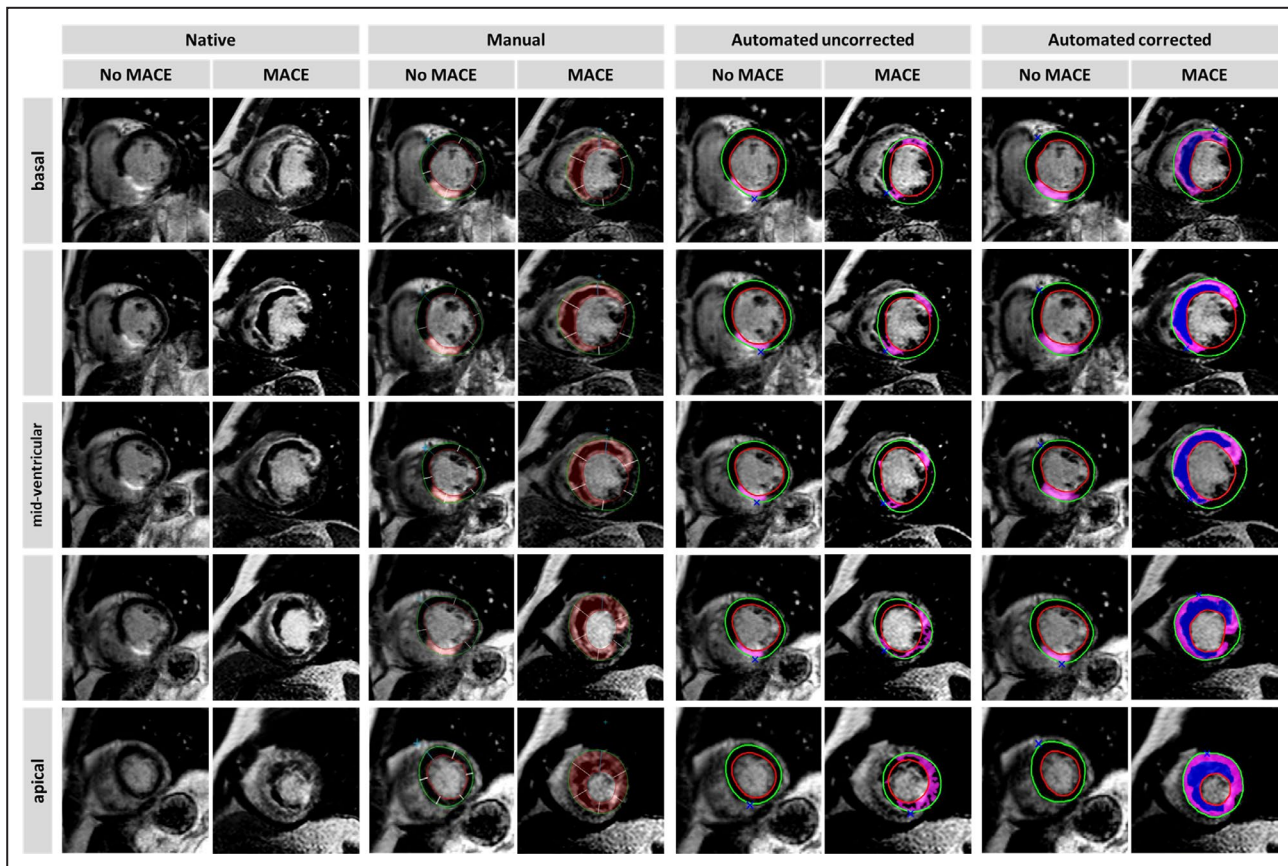 Native Manual Automated uncorrected Automated corrected
No MACE MACE No MACE MACE No MACE MACE No MACE MACE
basal
mid-ventricular
apical